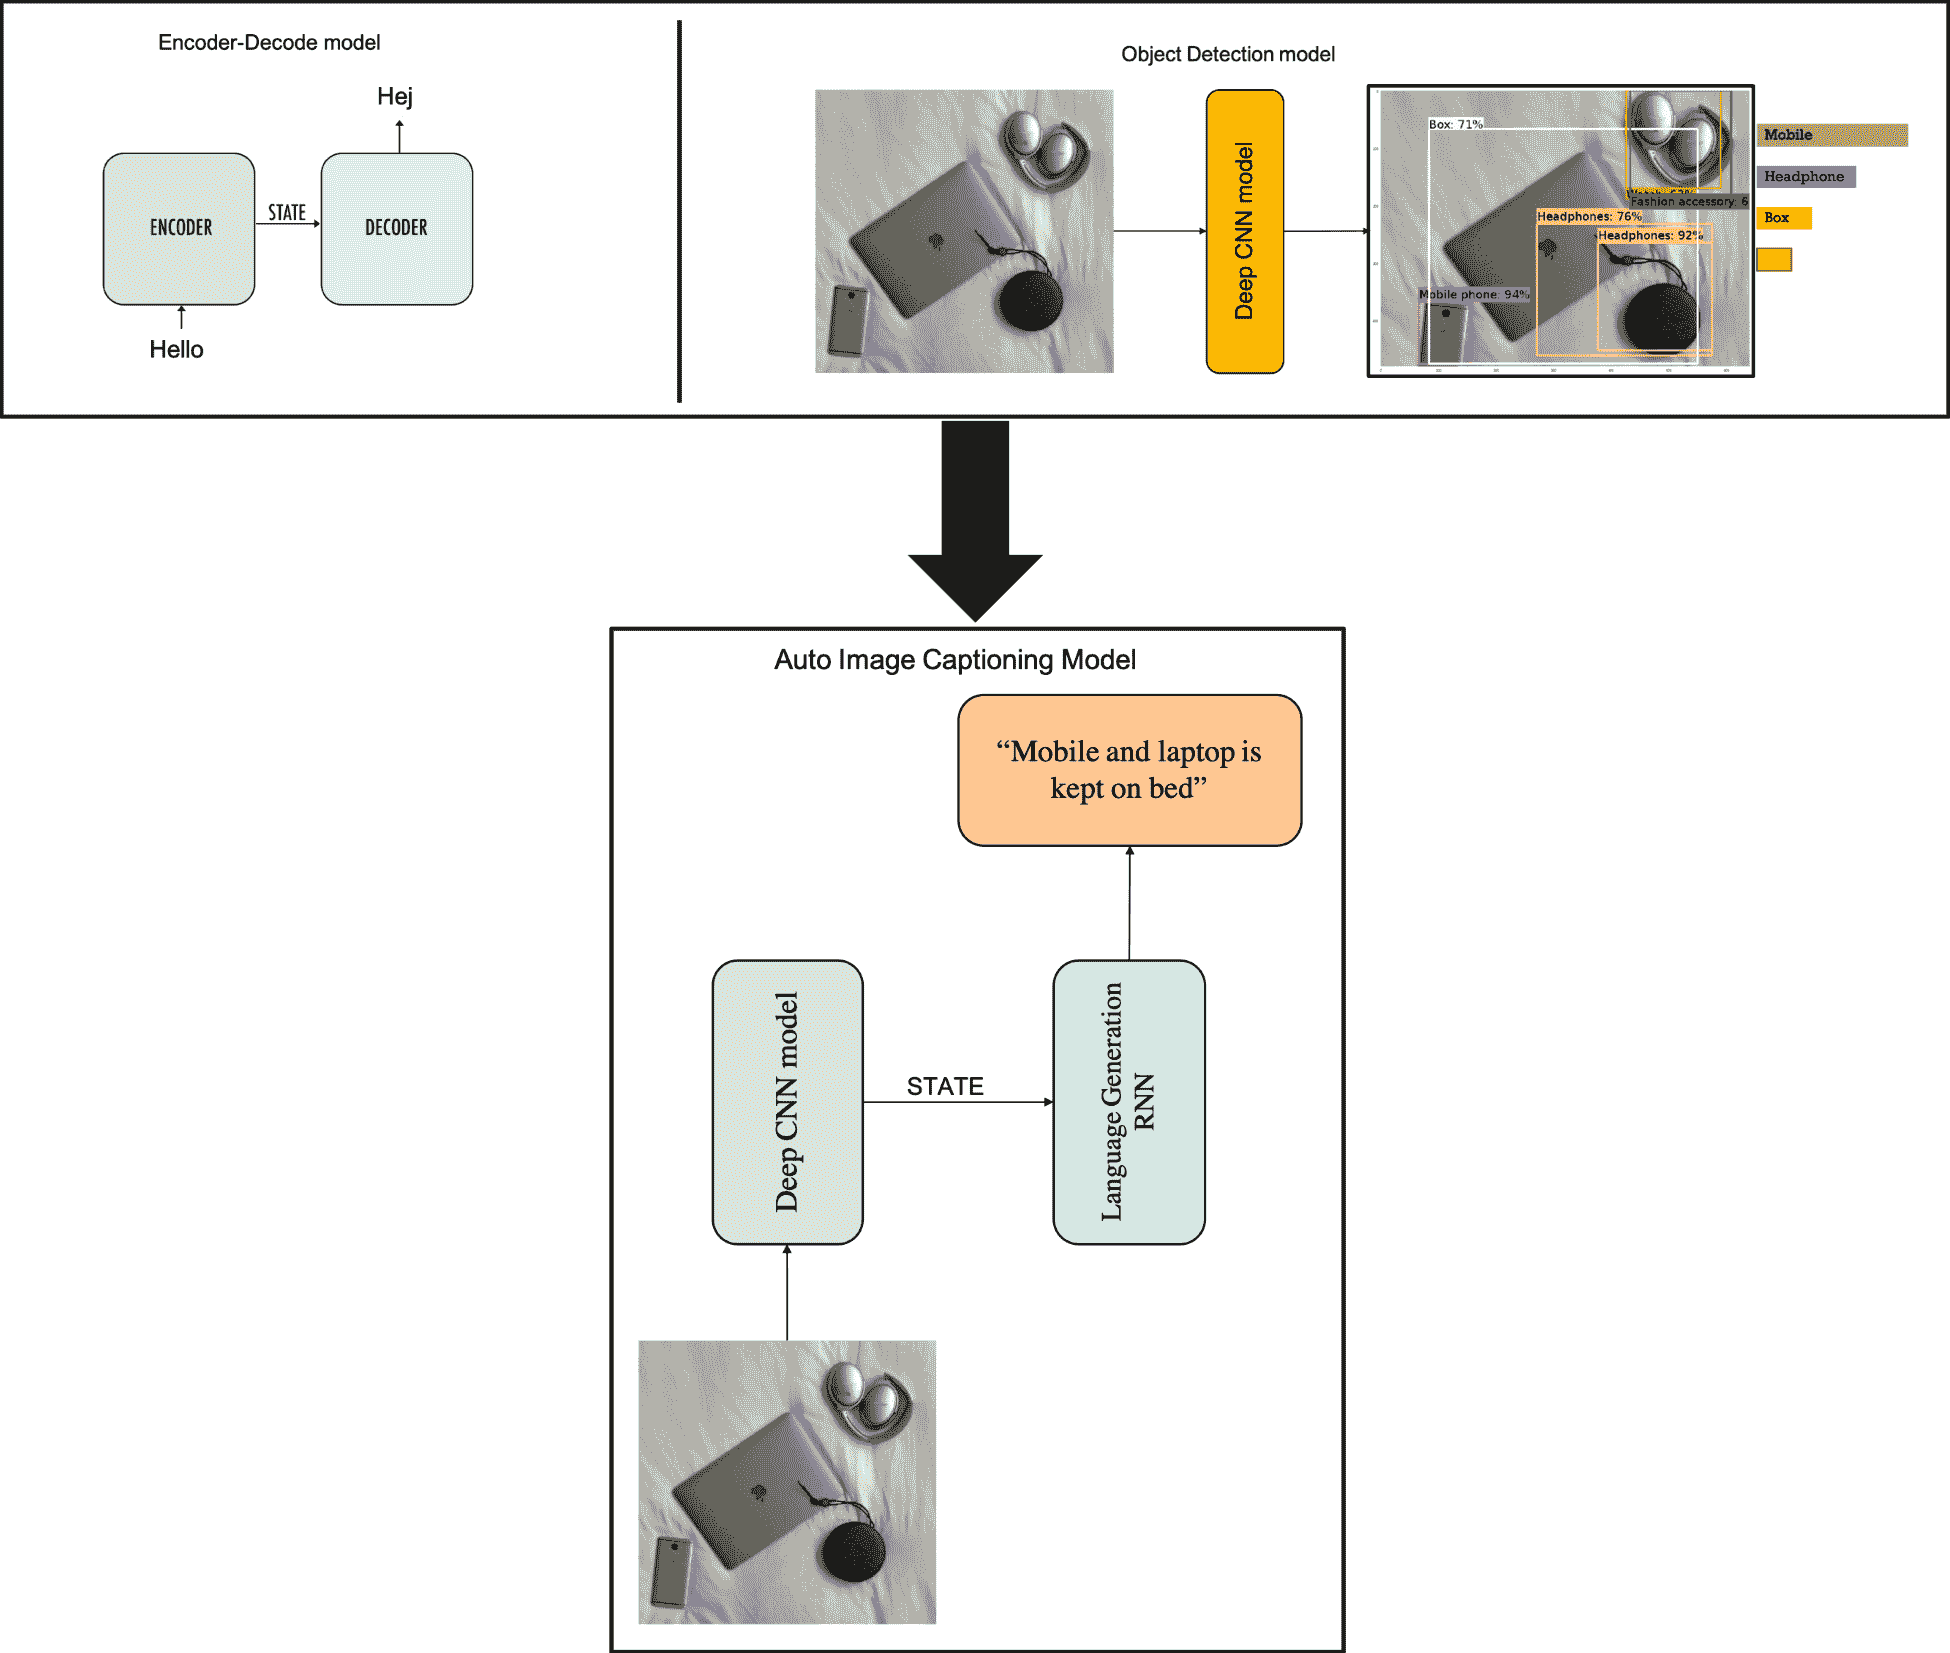 Encoder-Decode model
Hej
ENCODER
STATE
DECODER
Hello
Object Detection model
Deep CNN model
Box: 71%
Fashion accessory: 6
Headphones: 76%
Headphones: 92%
Mobile phone: 94%
Mobile
Headphone
Box
Auto Image Captioning Model
“Mobile and laptop is
kept on bed”
Deep CNN model
STATE
Language Generation
RNN